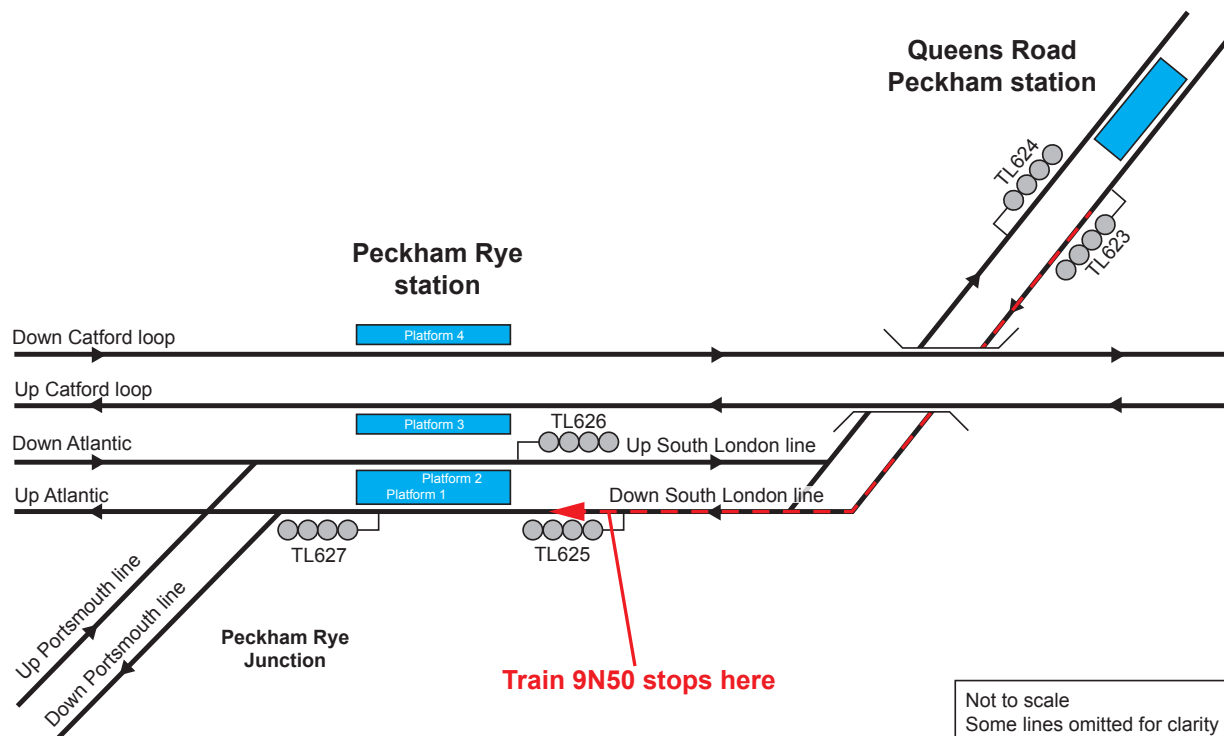 Queens Road
Peckham station
TL624
TL623
Peckham Rye
station
Down Catford loop
Platform 4
Up Catford loop
Platform 3
TL626
Down Atlantic
Up South London line
Platform 2
Platform 1
Up Atlantic
Down South London line
TL627
TL625
Up Portsmouth line
Down Portsmouth line
Peckham Rye
Junction
Train 9N50 stops here
Not to scale
Some lines omitted for clarity